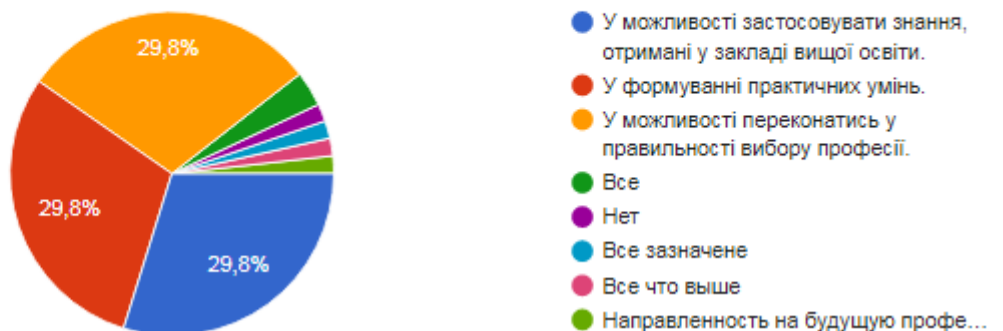 29,8%
29,8%
29,8%
У можливості застосовувати знання,
отримані у закладі вищої освіти.
У формуванні практичних умінь.
У можливості переконатись у
правильності вибору професії.
Все
Нет
Все зазначене
Все что выше
Направленность на будущую профе...